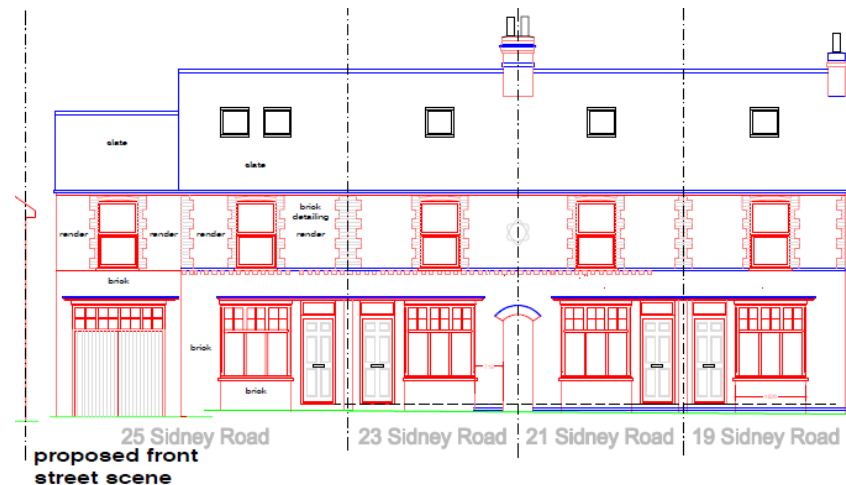 slate
slate
brick
detailing
render
render
render
render
brick
brick
brick
25 Sidney Road
23 Sidney Road
21 Sidney Road
19 Sidney Road
proposed front
street scene